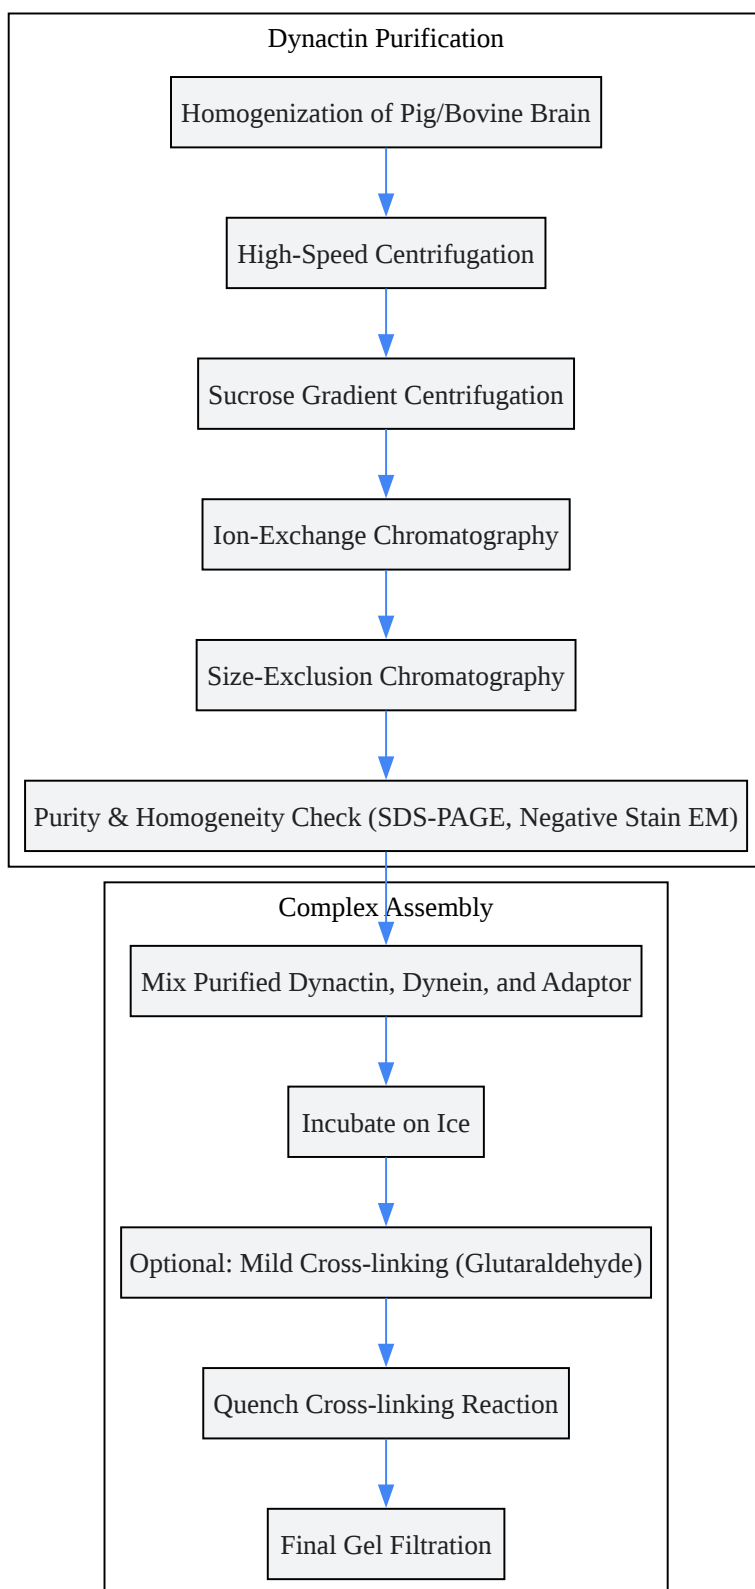 Dynactin Purification
Homogenization of Pig/Bovine Brain
High-Speed Centrifugation
Sucrose Gradient Centrifugation
Ion-Exchange Chromatography
Size-Exclusion Chromatography
Purity & Homogeneity Check (SDS-PAGE, Negative Stain EM)
Complex Assembly
Mix Purified Dynactin, Dynein, and Adaptor
Incubate on Ice
Optional: Mild Cross-linking (Glutaraldehyde)
Quench Cross-linking Reaction
Final Gel Filtration